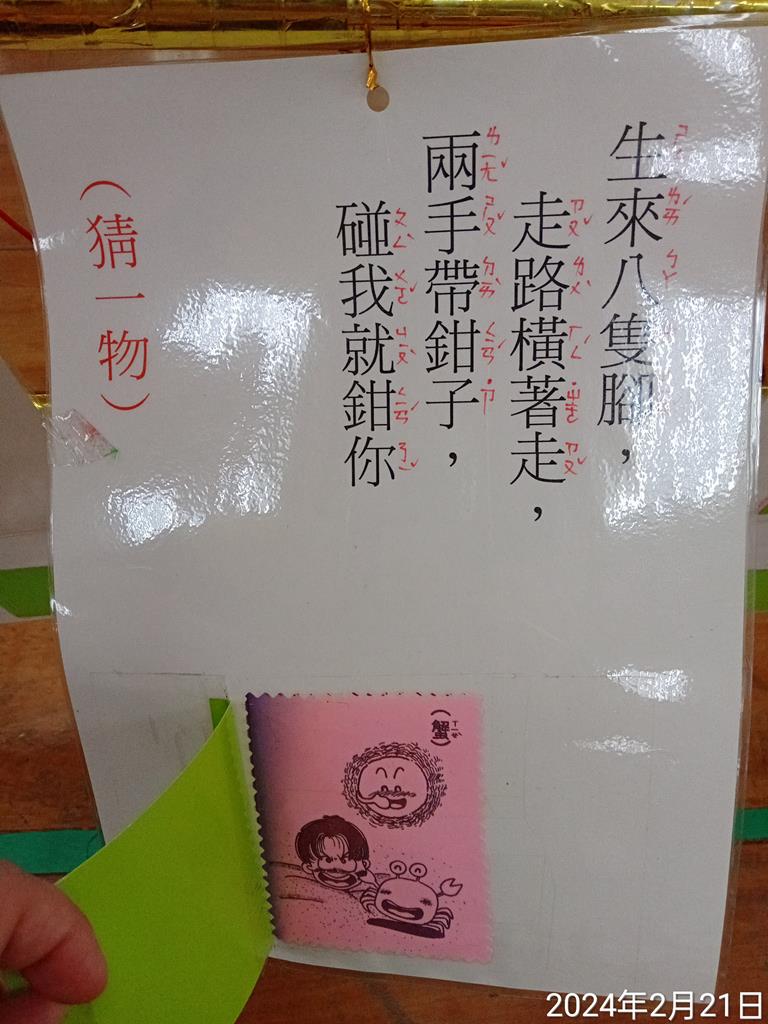 生來八隻腳，
走路橫著走，
兩手帶鉗子，
碰我就鉗你
（猜一物）
（蟹）
2024年2月21日